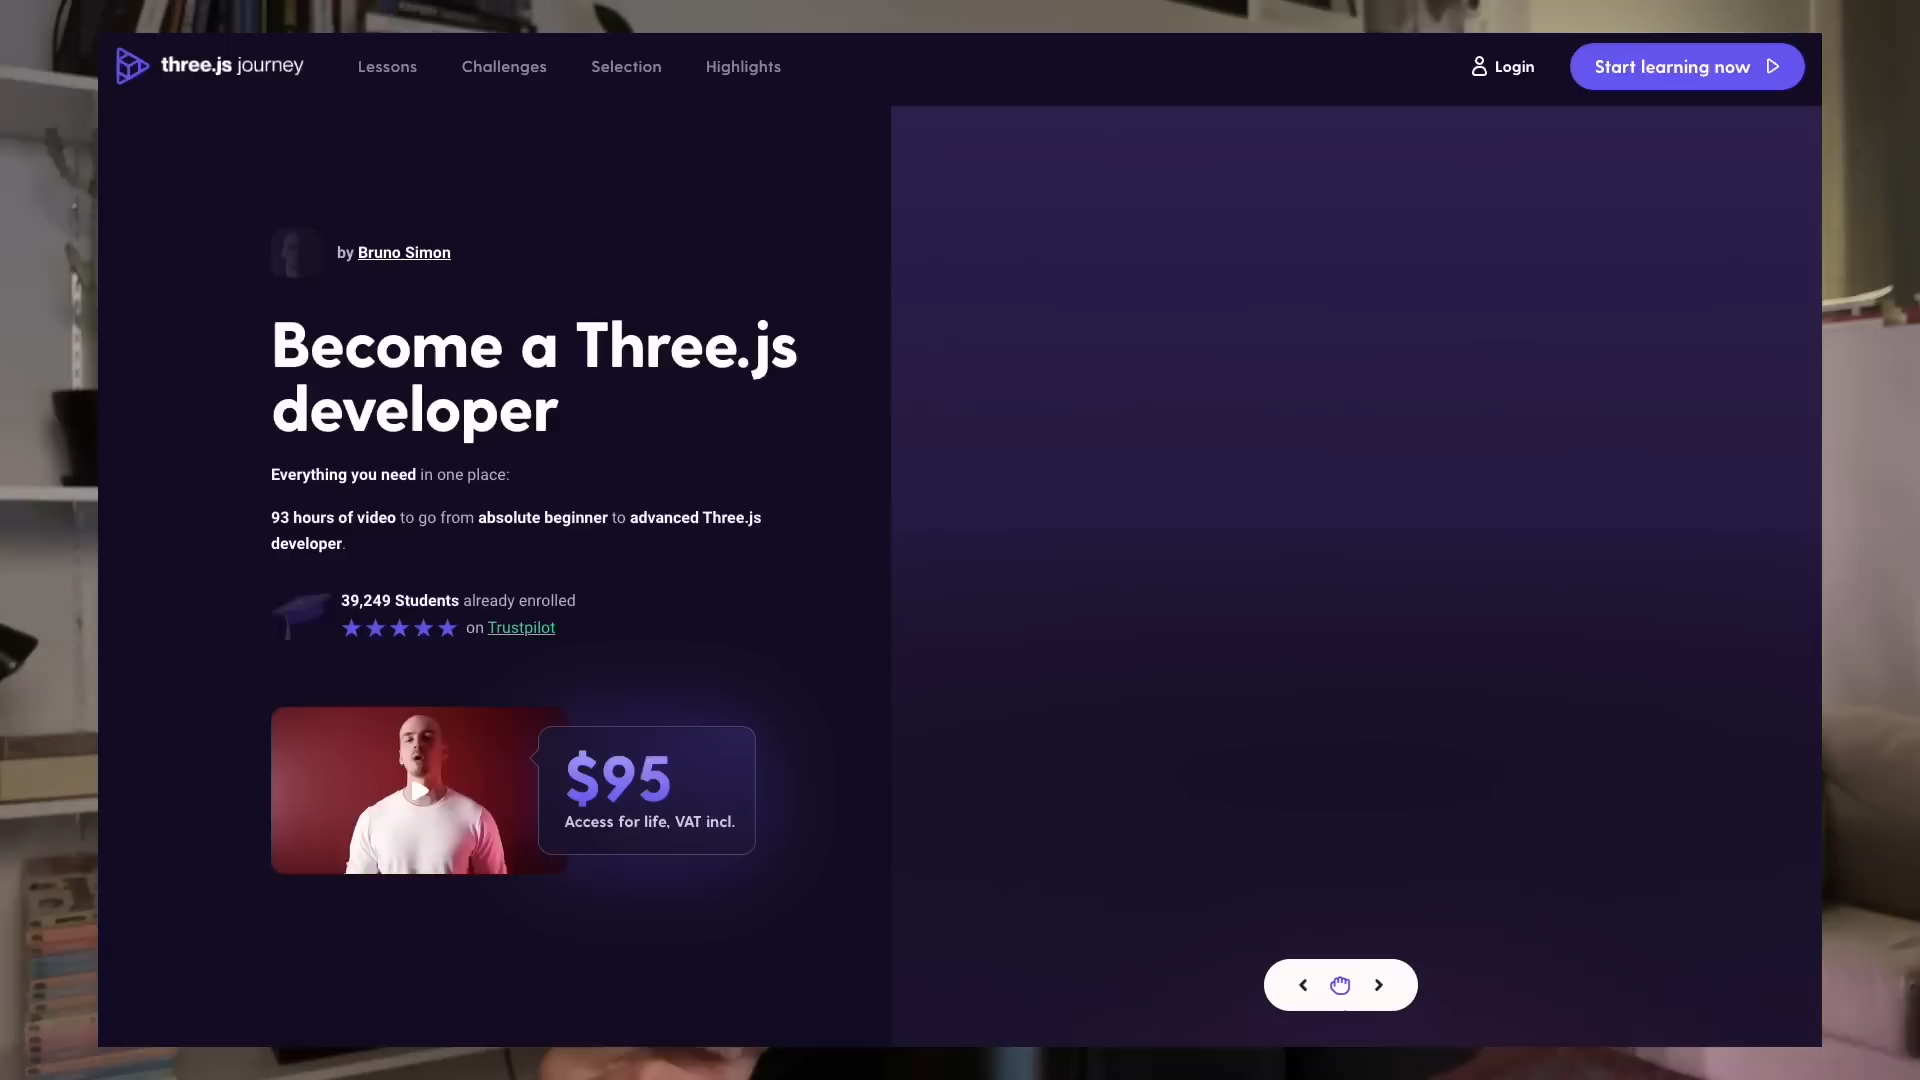 three.js journey
Lessons
Challenges
Selection
Highlights
Login
Start learning now
by Bruno Simon
Become a Three.js
developer
Everything you need in one place:
93 hours of video to go from absolute beginner to advanced Three.js
developer.
39,249 Students already enrolled
on Trustpilot
$95
Access for life, VAT incl.